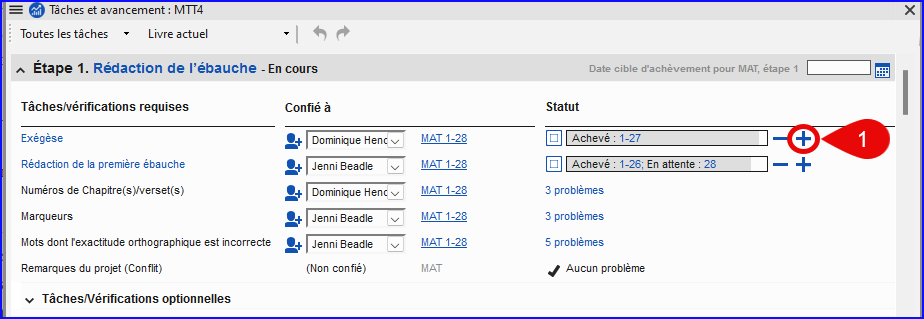 Tâches et avancement : MTT4
Toutes les tâches Livre actuel
Étape 1. Rédaction de l'ébauche - En cours Date cible d'achèvement pour MAT, étape 1
Tâches/vérifications requises Confié à Statut
Exégèse Dominique Henc MAT 1-28 Achevé : 1-27 1
Rédaction de la première ébauche Jenni Beadle MAT 1-28 Achevé : 1-26; En attente : 28
Numéros de Chapitre(s)/verset(s) Dominique Henc MAT 1-28 3 problèmes
Marqueurs Jenni Beadle MAT 1-28 3 problèmes
Mots dont l'exactitude orthographique est incorrecte Jenni Beadle MAT 1-28 5 problèmes
Remarques du projet (Conflit) (Non confié) MAT Aucun problème
Tâches/Vérifications optionnelles